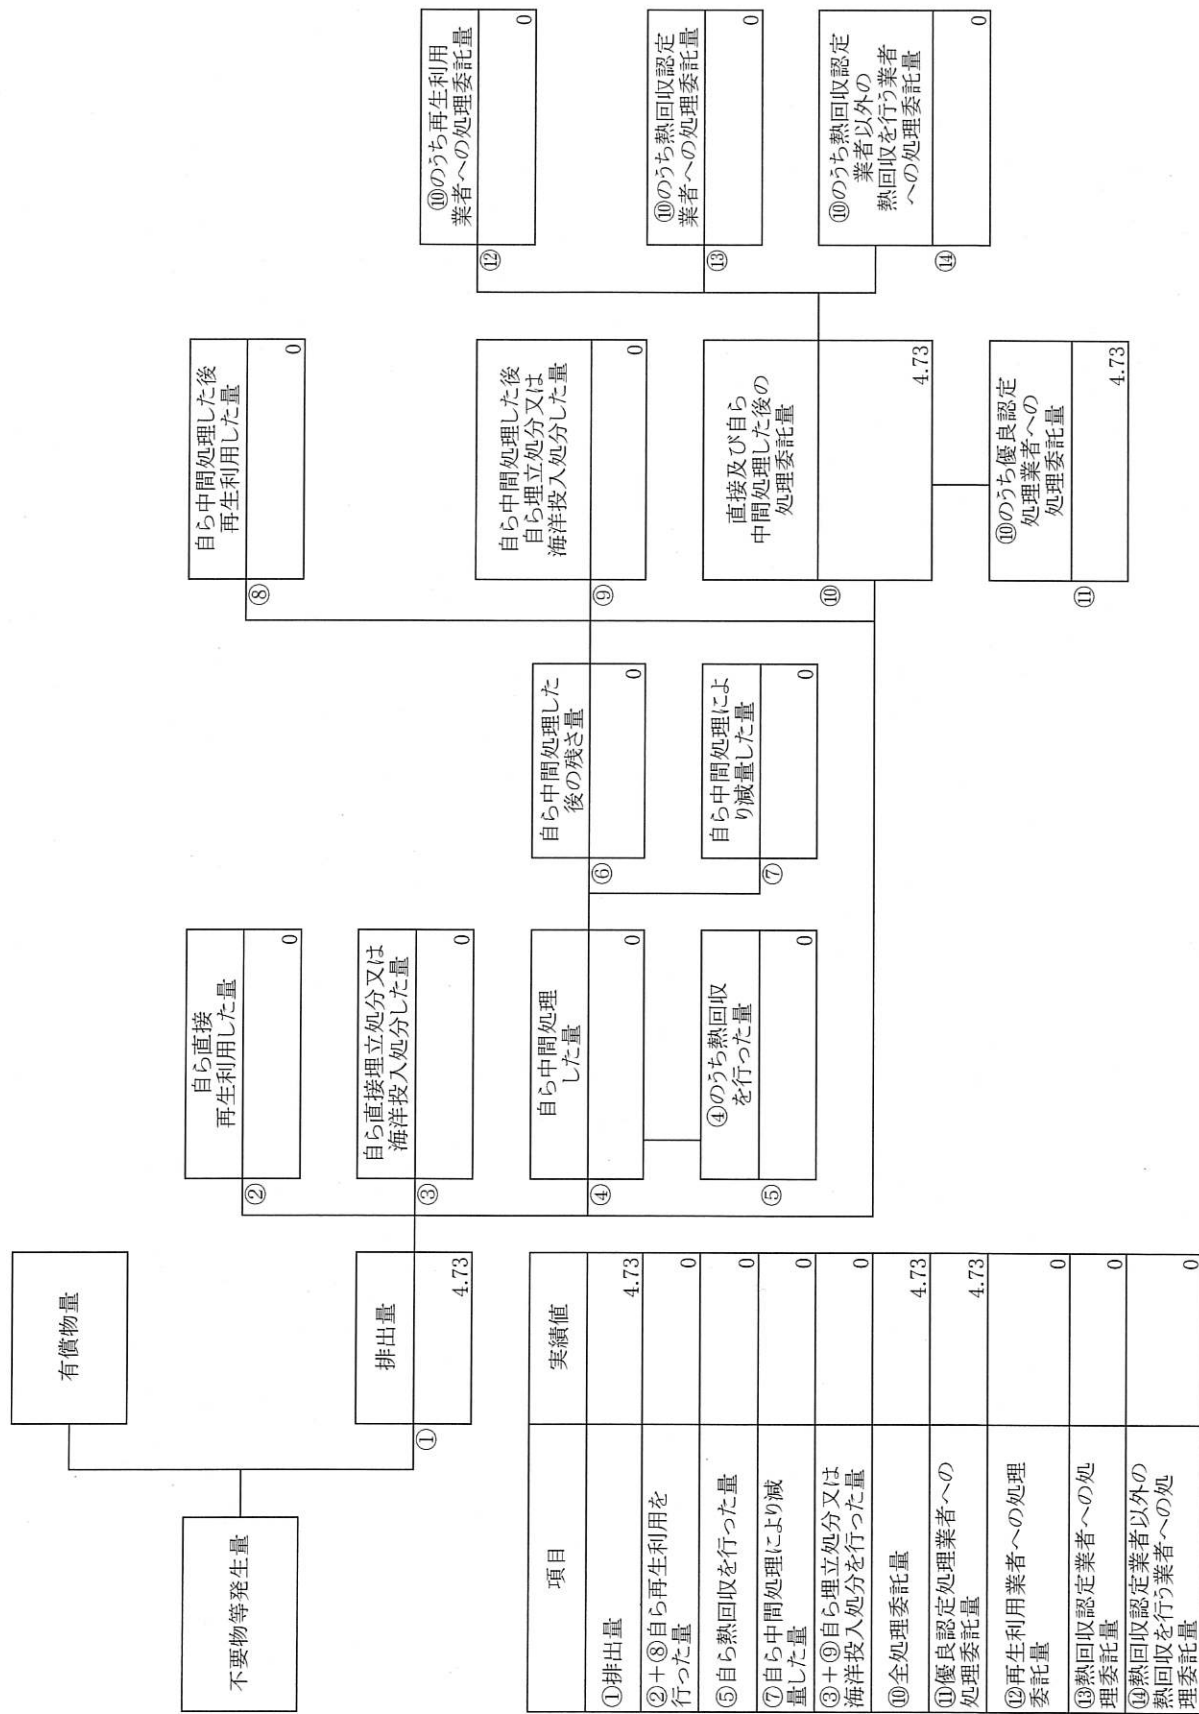 不要物等発生量
有償物量
①
排出量
4.73
②
自ら直接
再生利用した量
0
③
自ら直接埋立処分又は
海洋投入処分した量
0
④
自ら中間処理
した量
0
⑤
④のうち熱回収
を行った量
0
⑥
自ら中間処理した
後の残さ量
0
⑦
自ら中間処理によ
り減量した量
0
⑧
自ら中間処理した後
再生利用した量
0
⑨
自ら中間処理した後
自ら埋立処分又は
海洋投入処分した量
0
⑩
直接及び自ら
中間処理した後の
処理委託量
4.73
⑪
⑩のうち優良認定
処理業者への
処理委託量
4.73
⑫
⑩のうち再生利用
業者への処理委託量
0
⑬
⑩のうち熱回収認定
業者への処理委託量
0
⑭
⑩のうち熱回収認定
業者以外の
熱回収を行う業者
への処理委託量
0
項目 実績値
①排出量 4.73
②+⑧自ら再生利用を
行った量 0
⑤自ら熱回収を行った量 0
⑦自ら中間処理により減
量した量 0
③+⑨自ら埋立処分又は
海洋投入処分を行った量 0
⑩全処理委託量 4.73
⑪優良認定処理業者への
処理委託量 4.73
⑫再生利用業者への処理
委託量 0
⑬熱回収認定業者への処
理委託量 0
⑭熱回収認定業者以外の
熱回収を行う業者への処
理委託量 0